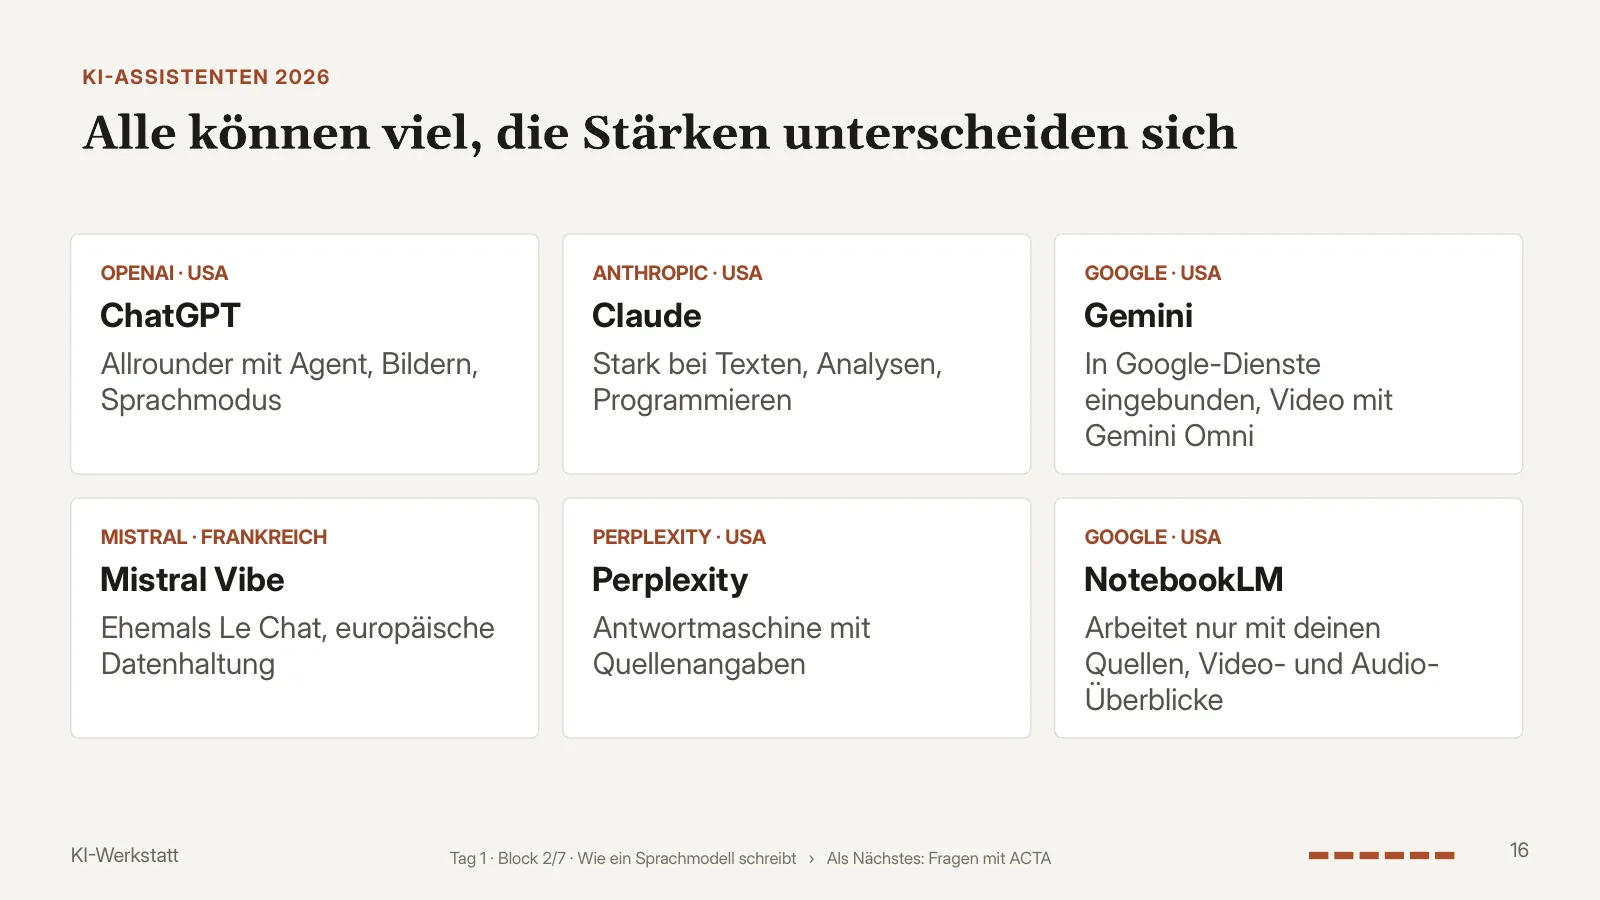 KI-ASSISTENTEN 2026
Alle können viel, die Stärken unterscheiden sich
OPENAI · USA
ChatGPT
Allrounder mit Agent, Bildern,
Sprachmodus
ANTHROPIC · USA
Claude
Stark bei Texten, Analysen,
Programmieren
GOOGLE · USA
Gemini
In Google-Dienste
eingebunden, Video mit
Gemini Omni
MISTRAL · FRANKREICH
Mistral Vibe
Ehemals Le Chat, europäische
Datenhaltung
PERPLEXITY · USA
Perplexity
Antwortmaschine mit
Quellenangaben
GOOGLE · USA
NotebookLM
Arbeitet nur mit deinen
Quellen, Video- und Audio-
Überblicke
KI-Werkstatt
Tag 1 · Block 2/7 · Wie ein Sprachmodell schreibt › Als Nächstes: Fragen mit ACTA
16